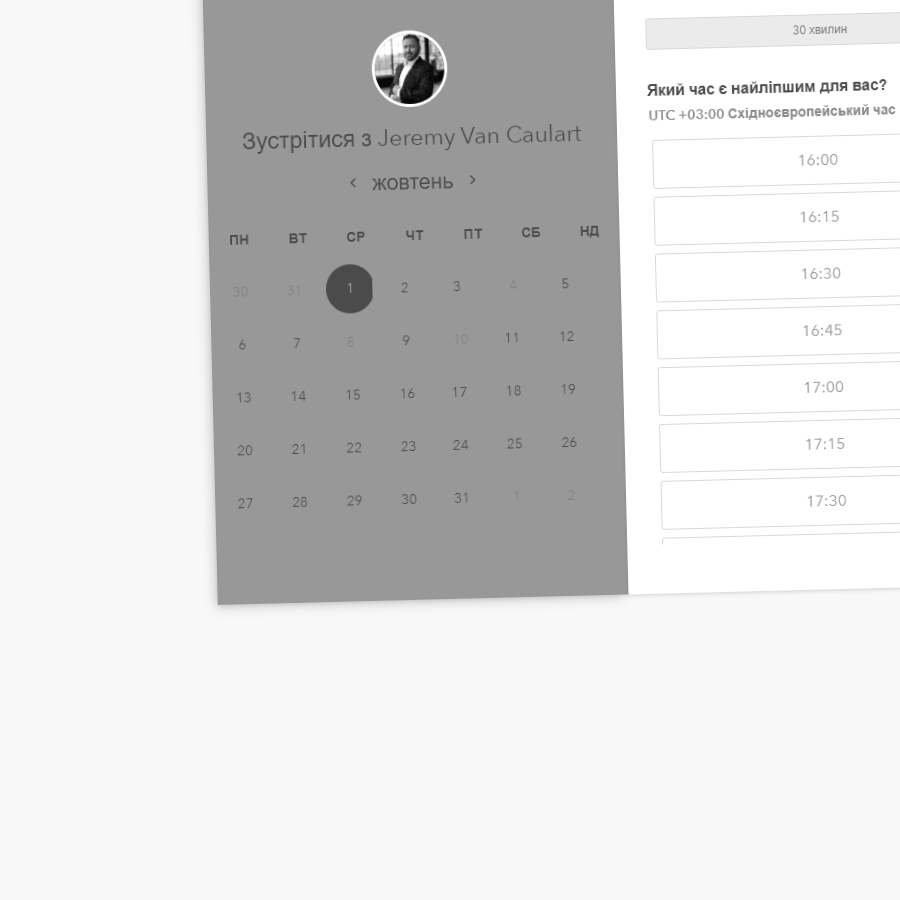 Зустрітися з Jeremy Van Caulart
жовтень
ПН ВТ СР ЧТ ПТ СБ НД
30 31 1 2 3 4 5
6 7 8 9 10 11 12
13 14 15 16 17 18 19
20 21 22 23 24 25 26
27 28 29 30 31 1 2
30 хвилин
Який час є найліпшим для вас?
UTC +03:00 Східноєвропейський час
16:00
16:15
16:30
16:45
17:00
17:15
17:30